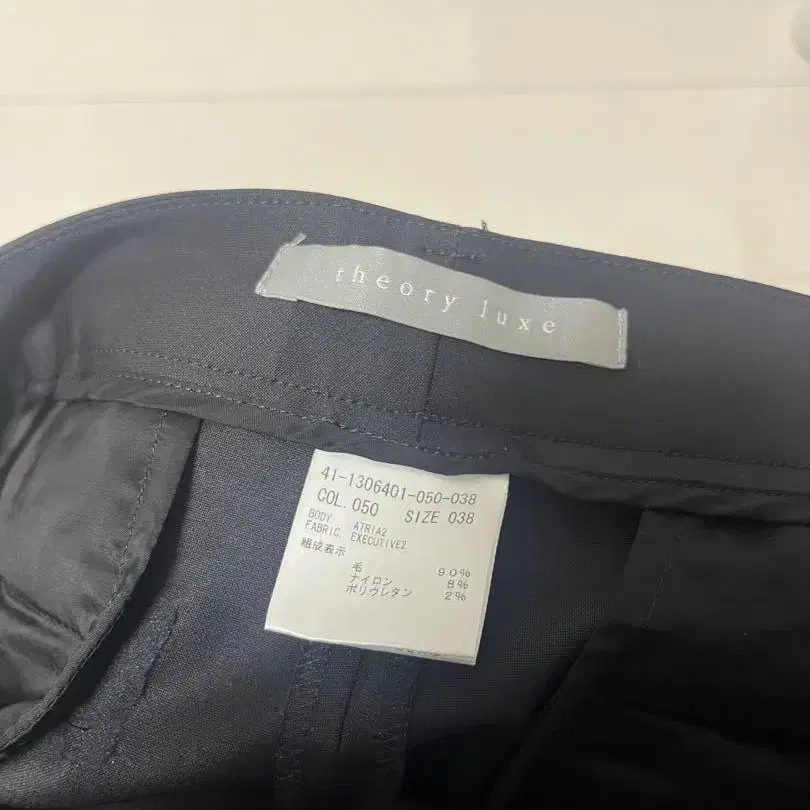 theory luxe
41-1306401-050-038
COL. 050 SIZE 038
BODY ATRIA2
FABRIC EXECUTIVE2
組成表示
毛 90%
ナイロン 8%
ポリウレタン 2%